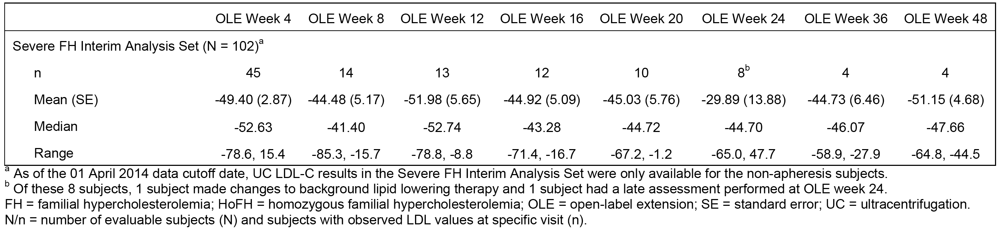 OLE Week 4 OLE Week 8 OLE Week 12 OLE Week 16 OLE Week 20 OLE Week 24 OLE Week 36 OLE Week 48
Severe FH Interim Analysis Set (N = 102)a
n 45 14 13 12 10 8b 4 4
Mean (SE) -49.40 (2.87) -44.48 (5.17) -51.98 (5.65) -44.92 (5.09) -45.03 (5.76) -29.89 (13.88) -44.73 (6.46) -51.15 (4.68)
Median -52.63 -41.40 -52.74 -43.28 -44.72 -44.70 -46.07 -47.66
Range -78.6, 15.4 -85.3, -15.7 -78.8, -8.8 -71.4, -16.7 -67.2, -1.2 -65.0, 47.7 -58.9, -27.9 -64.8, -44.5
a As of the 01 April 2014 data cutoff date, UC LDL-C results in the Severe FH Interim Analysis Set were only available for the non-apheresis subjects.
b Of these 8 subjects, 1 subject made changes to background lipid lowering therapy and 1 subject had a late assessment performed at OLE week 24.
FH = familial hypercholesterolemia; HoFH = homozygous familial hypercholesterolemia; OLE = open-label extension; SE = standard error; UC = ultracentrifugation.
N/n = number of evaluable subjects (N) and subjects with observed LDL values at specific visit (n).